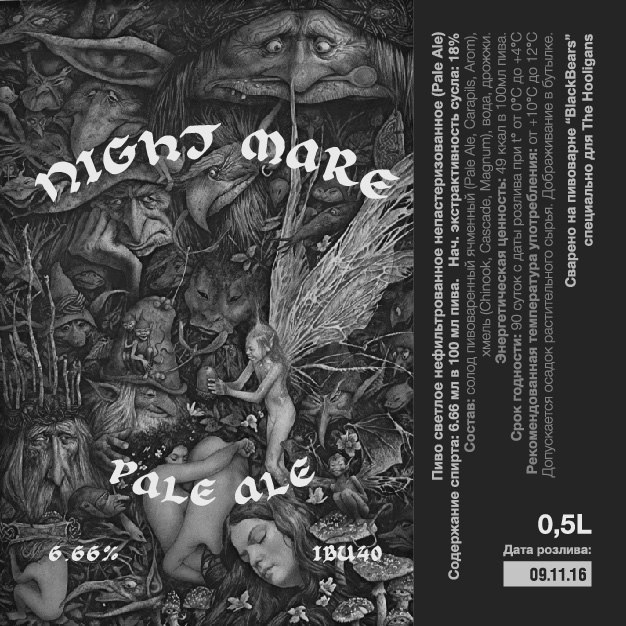 NIGHT MARE
PALE ALE
6.66%
IBU40
Пиво светлое нефильтрованное непастеризованное (Pale Ale)
Содержание спирта: 6.66 мл в 100 мл пива. Нач. экстрактивность сусла: 18%
Состав: солод пивоваренный ячменный (Pale Ale, Carapils, Arom),
хмель (Chinook, Cascade, Magnum), вода, дрожжи.
Энергетическая ценность: 49 ккал в 100мл пива.
Срок годности: 90 суток с даты розлива при t° от 0°C до +4°C
Рекомендованная температура употребления: от +10°C до 12°C
Допускается осадок растительного сырья. Дображивание в бутылке.
Сварено на пивоварне “BlackBears”
специально для The Hooligans
0,5L
Дата розлива:
09.11.16